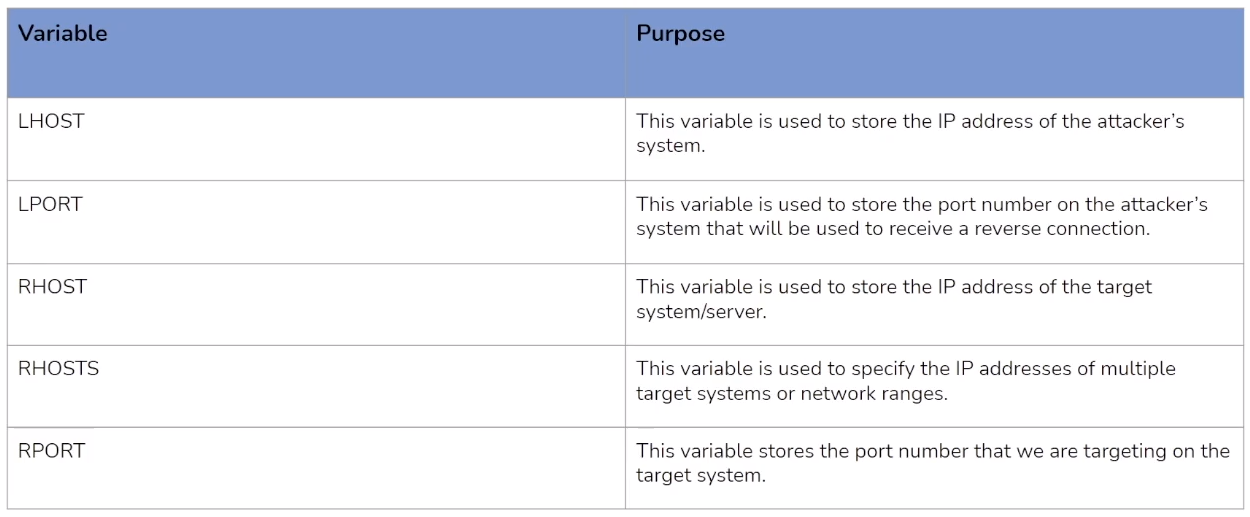 Variable
Purpose
LHOST
This variable is used to store the IP address of the attacker’s
system.
LPORT
This variable is used to store the port number on the attacker’s
system that will be used to receive a reverse connection.
RHOST
This variable is used to store the IP address of the target
system/server.
RHOSTS
This variable is used to specify the IP addresses of multiple
target systems or network ranges.
RPORT
This variable stores the port number that we are targeting on the
target system.